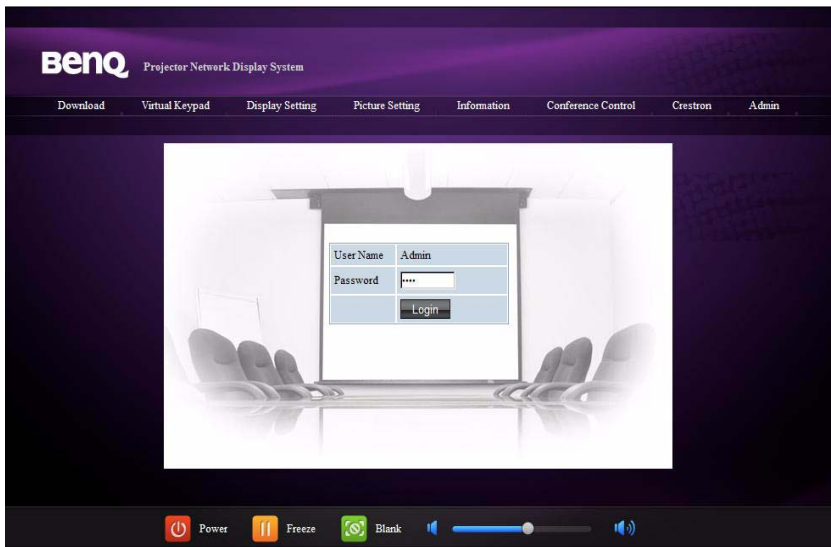 BenQ Projector Network Display System
Download Virtual Keypad Display Setting Picture Setting Information Conference Control Crestron Admin
User Name Admin
Password ••••
Login
Power Freeze Blank